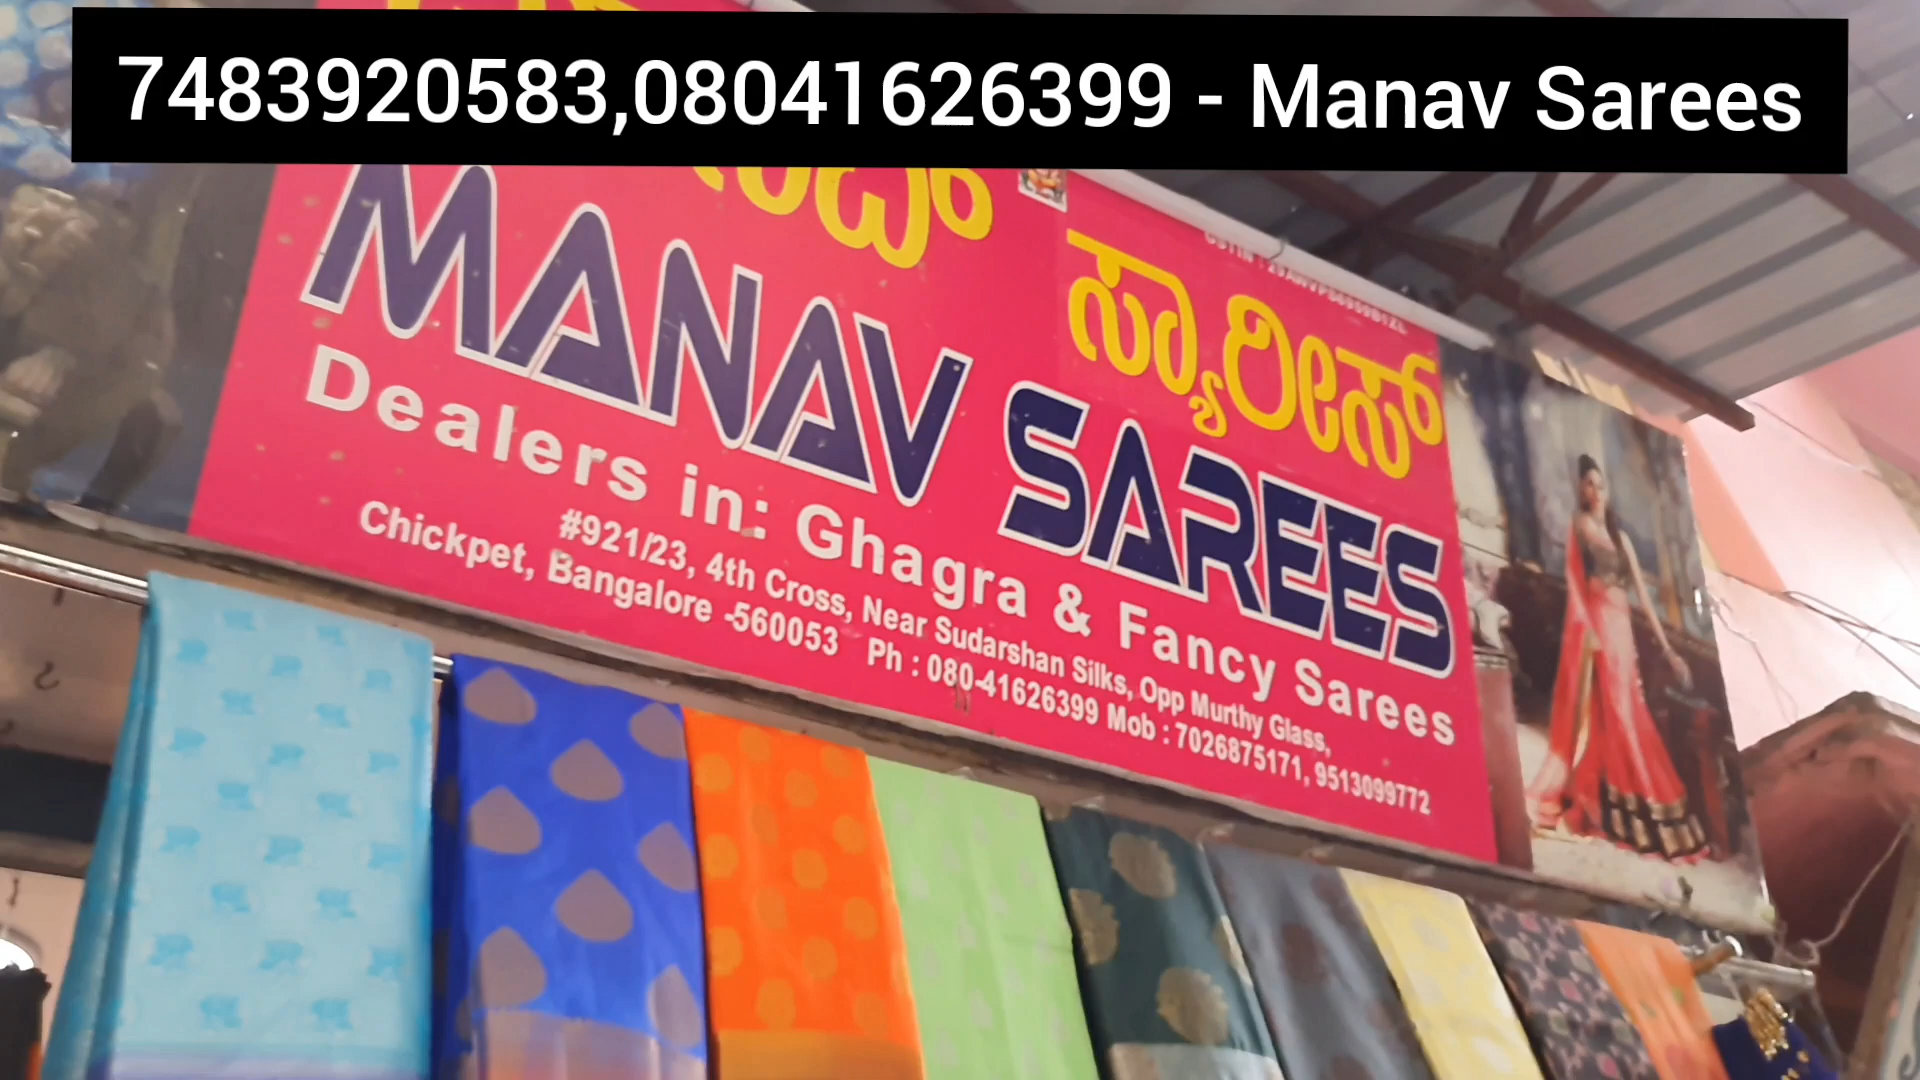 7483920583,08041626399 - Manav Sarees
ಸ್ಯಾರೀಸ್
MANAV SAREES
Dealers in: Ghagra & Fancy Sarees
#921/23, 4th Cross, Near Sudarshan Silks, Opp Murthy Glass,
Chickpet, Bangalore -560053 Ph : 080-41626399 Mob : 7026875171, 9513099772